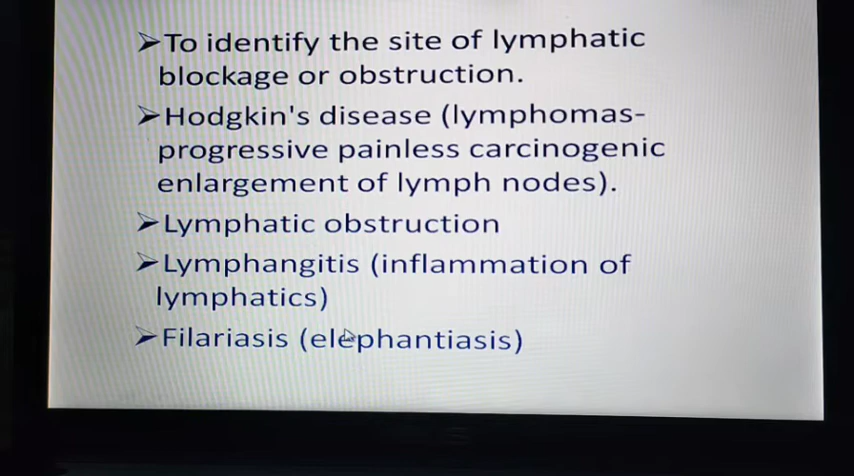 ➢To identify the site of lymphatic
blockage or obstruction.
➢Hodgkin's disease (lymphomas-
progressive painless carcinogenic
enlargement of lymph nodes).
➢Lymphatic obstruction
➢Lymphangitis (inflammation of
lymphatics)
➢Filariasis (elephantiasis)